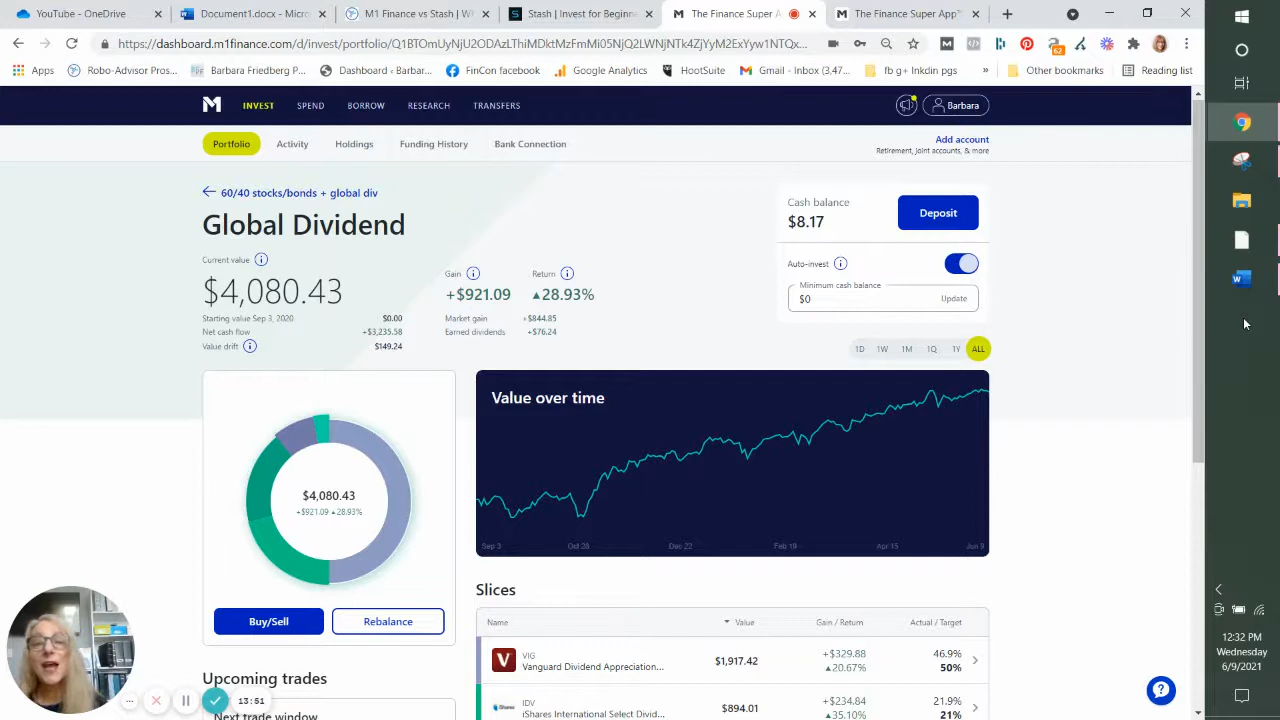 YouTube - OneDrive
Document1.docx - Micros
M1 Finance vs Stash | W
Stash | Invest for Beginne
The Finance Super A
The Finance Super App™
https://dashboard.m1finance.com/d/invest/portfolio/
62
Apps
Robo-Advisor Pros...
Barbara Friedberg P...
Dashboard ‹ Barbar...
FinCon facebook
Google Analytics
HootSuite
Gmail - Inbox (3,47...
fb g+ lnkdin pgs
»
Other bookmarks
Reading list
INVEST
SPEND
BORROW
RESEARCH
TRANSFERS
Barbara
Portfolio
Activity
Holdings
Funding History
Bank Connection
Add account
Retirement, Joint accounts, & more
60/40 stocks/bonds + global div
Global Dividend
Current value
$4,080.43
Starting value Sep 3, 2020 $0.00
Net cash flow +$3,235.58
Value drift $149.24
Gain
+$921.09
Return
28.93%
Market gain +$844.85
Earned dividends +$76.24
Cash balance
$8.17
Deposit
Auto-invest
Minimum cash balance
$0
Update
1D 1W 1M 1Q 1Y ALL
$4,080.43
+$921.09 ▲28.93%
Buy/Sell
Rebalance
Value over time
Sep 3 Oct 28 Dec 22 Feb 19 Apr 15 Jun 9
Slices
Name Value Gain / Return Actual / Target
VIG
Vanguard Dividend Appreciation...
$1,917.42
+$329.88
▲20.67%
46.9%
50%
IDV
iShares International Select Divid...
$894.01
+$234.84
▲35.10%
21.9%
21%
Upcoming trades
Next trade window
13:51
12:32 PM
Wednesday
6/9/2021